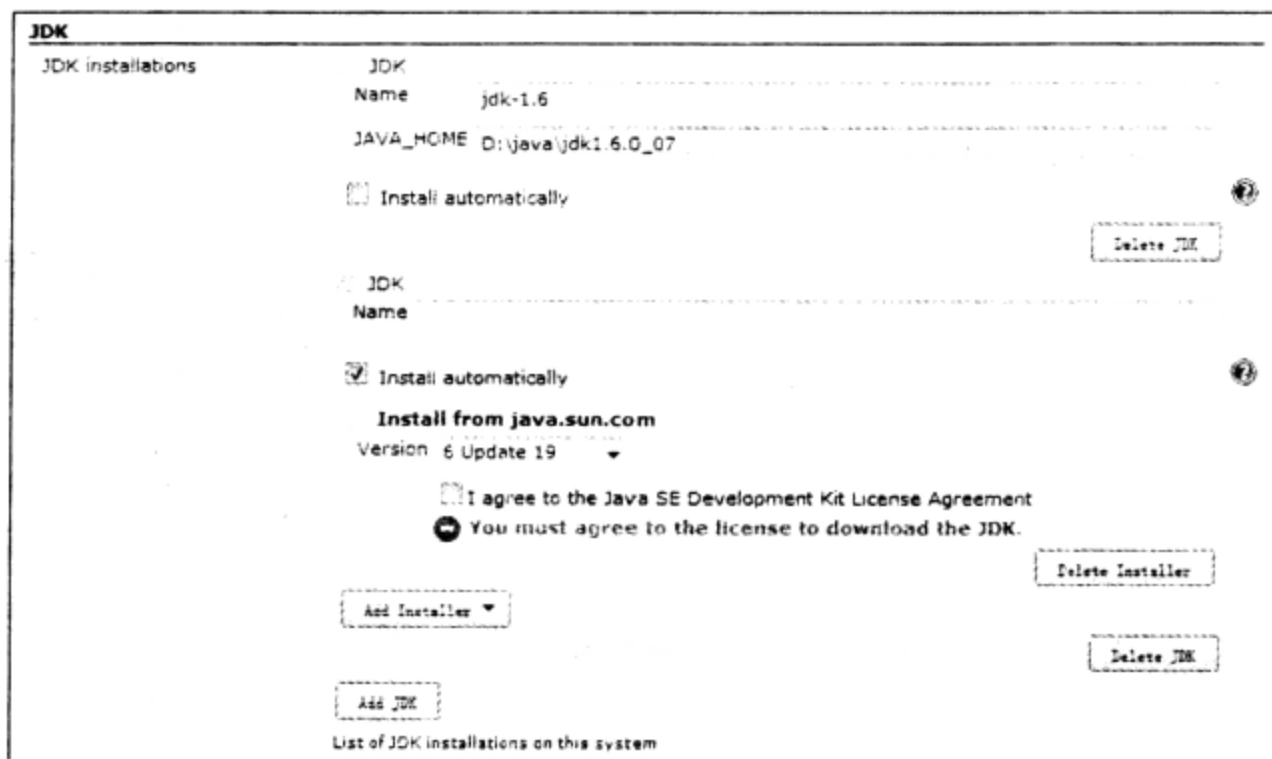 JDK
JDK installations
JDK
Name jdk-1.6
JAVA_HOME D:\java\jdk1.6.0_07
Install automatically
Delete JDK
JDK
Name
Install automatically
Install from java.sun.com
Version 6 Update 19
I agree to the Java SE Development Kit License Agreement
You must agree to the license to download the JDK.
Delete Installer
Add Installer
Delete JDK
Add JDK
List of JDK installations on this system